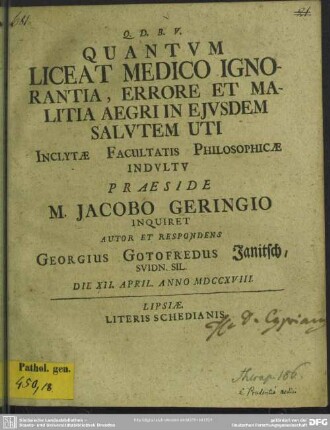 Q. D. B. V.
QUANTVM
LICEAT MEDICO IGNO-
RANTIA, ERRORE ET MA-
LITIA AEGRI IN EJVSDEM
SALVTEM UTI
INCLYTÆ FACULTATIS PHILOSOPHICÆ
INDVLTV
PRAESIDE
M. JACOBO GERINGIO
INQUIRET
AUTOR ET RESPONDENS
GEORGIUS GOTOFREDUS Janitsch,
SVIDN. SIL.
DIE XII. APRIL. ANNO MDCCXVIII.
LIPSIÆ,
LITERIS SCHEDIANIS.
Pathol. gen.
450,18